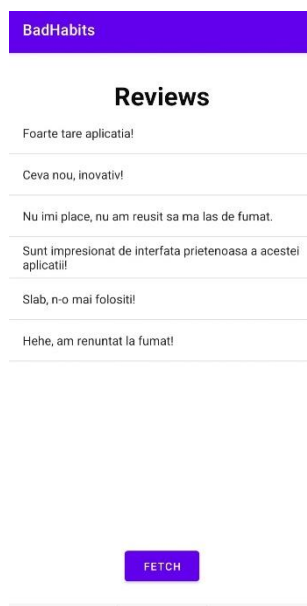 BadHabits
Reviews
Foarte tare aplicatia!
Ceva nou, inovativ!
Nu imi place, nu am reusit sa ma las de fumat.
Sunt impresionat de interfata prietenoasa a acestei
aplicatii!
Slab, n-o mai folositi!
Hehe, am renuntat la fumat!
FETCH